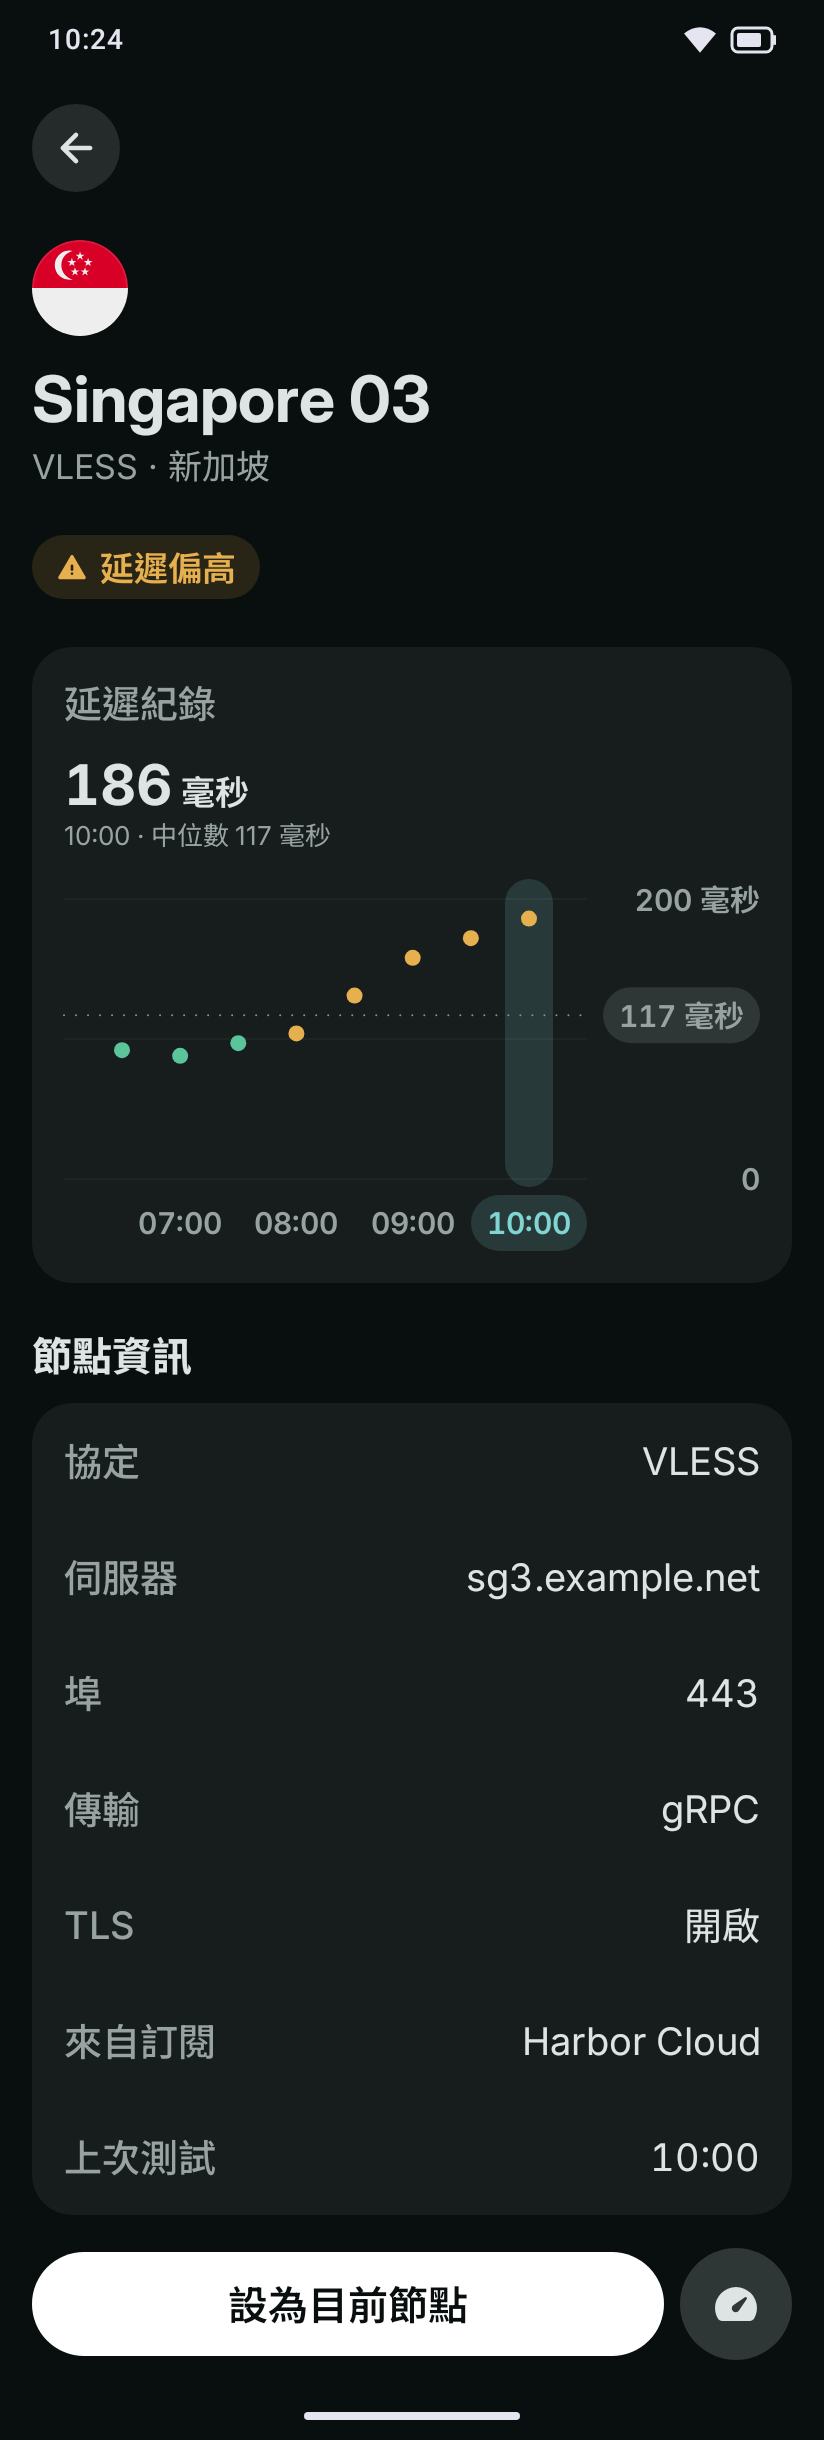 10:24
Singapore 03
VLESS · 新加坡
延遲偏高
延遲紀錄
186 毫秒
10:00 · 中位數 117 毫秒
200 毫秒
117 毫秒
0
07:00 08:00 09:00 10:00
節點資訊
協定 VLESS
伺服器 sg3.example.net
埠 443
傳輸 gRPC
TLS 開啟
來自訂閱 Harbor Cloud
上次測試 10:00
設為目前節點